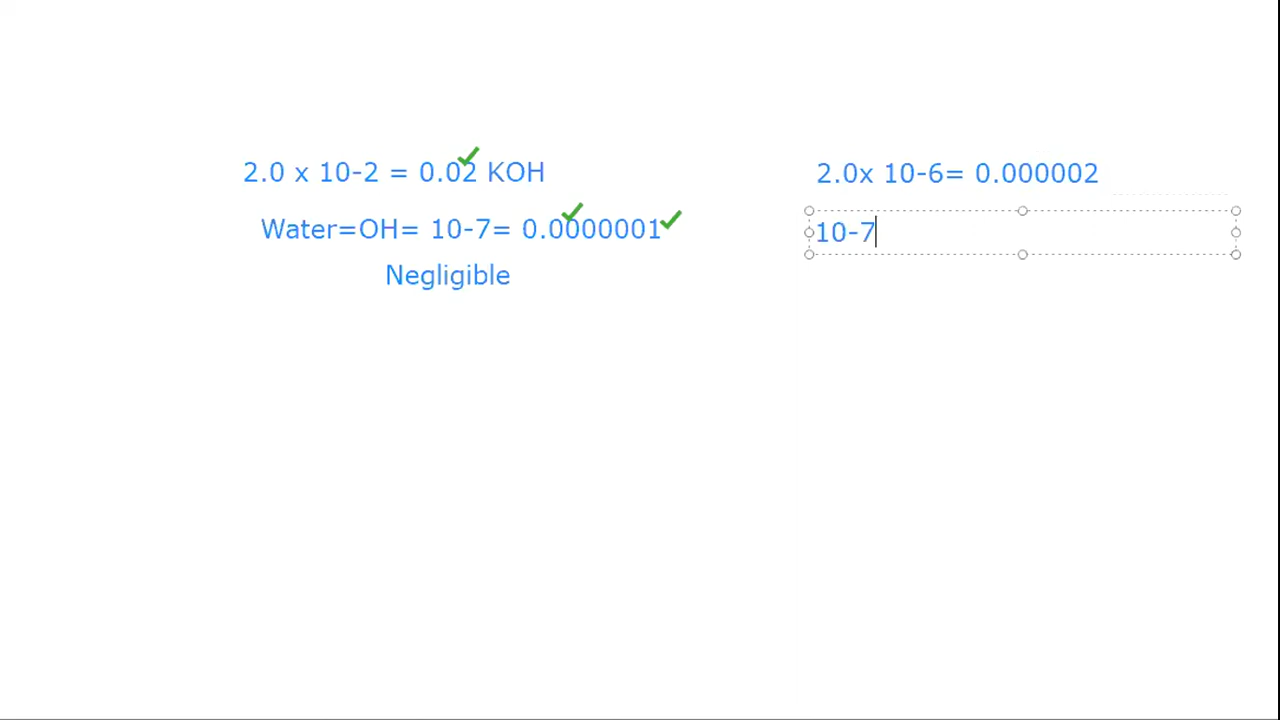 2.0 x 10-2 = 0.02 KOH
Water=OH= 10-7= 0.0000001
Negligible
2.0x 10-6= 0.000002
10-7